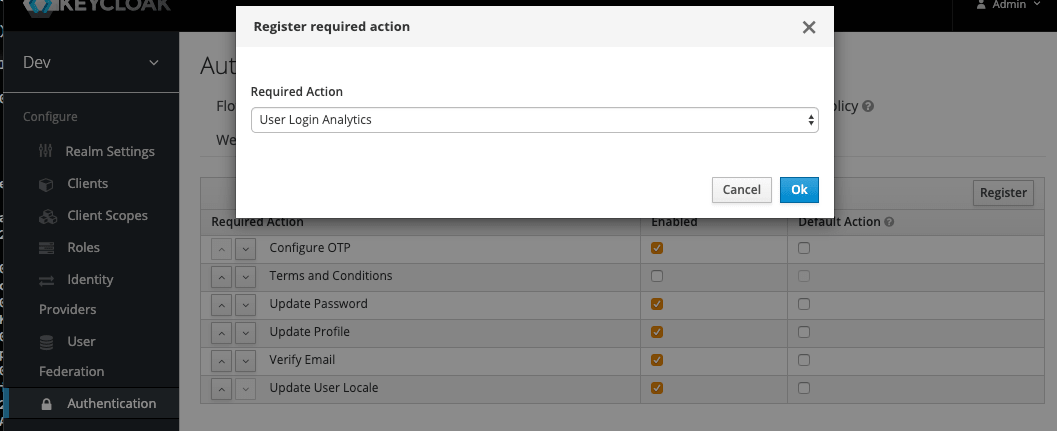 KEYCLOAK
Admin
Register required action
Dev
Required Action
User Login Analytics
Cancel
Ok
Aut
Flo
licy
We
Register
Required Action
Enabled
Default Action
Configure OTP
Terms and Conditions
Update Password
Update Profile
Verify Email
Update User Locale
Configure
Realm Settings
Clients
Client Scopes
Roles
Identity
Providers
User
Federation
Authentication